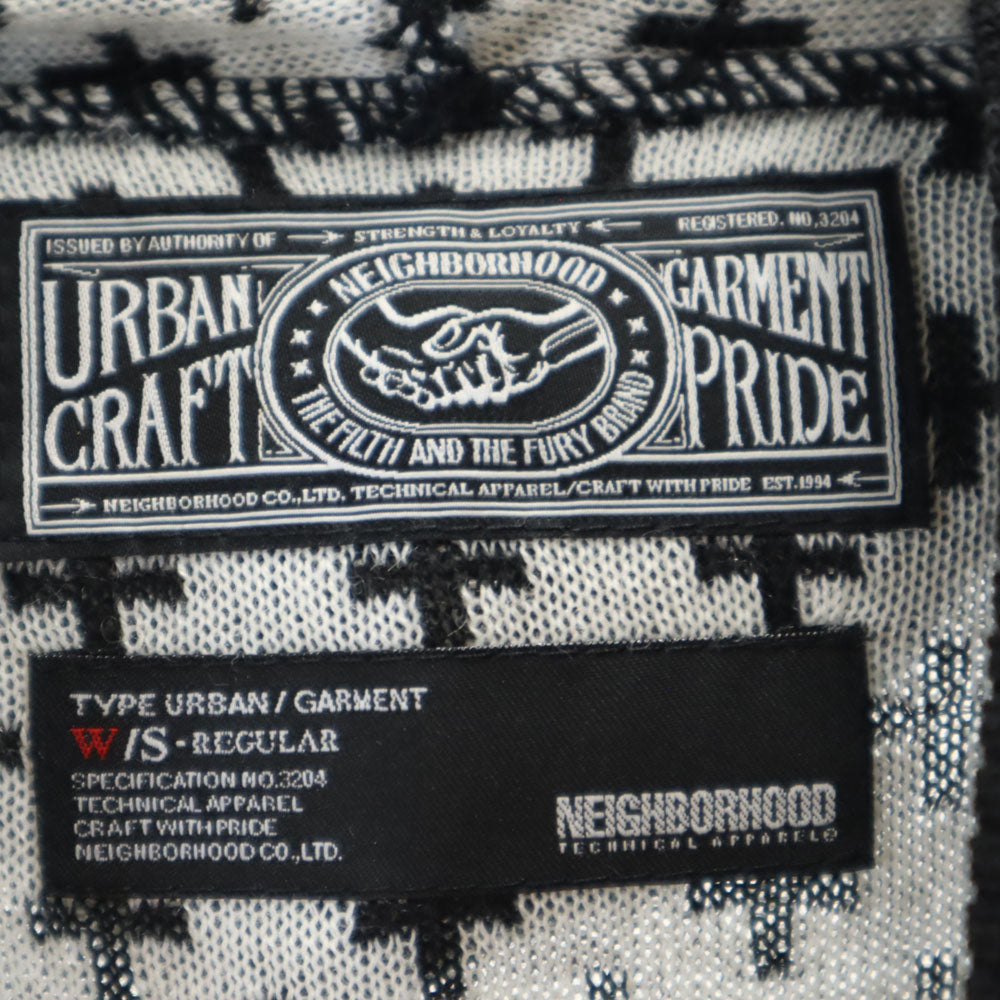 ISSUED BY AUTHORITY OF
STRENGTH & LOYALTY
REGISTERED. NO,3204
URBAN
CRAFT
NEIGHBORHOOD
THE FILTH AND THE FURY BRAND
GARMENT
PRIDE
NEIGHBORHOOD CO.,LTD. TECHNICAL APPAREL/CRAFT WITH PRIDE EST.1994
TYPE URBAN / GARMENT
W/S-REGULAR
SPECIFICATION NO.3204
TECHNICAL APPAREL
CRAFT WITH PRIDE
NEIGHBORHOOD CO.,LTD.
NEIGHBORHOOD
TECHNICAL APPAREL®